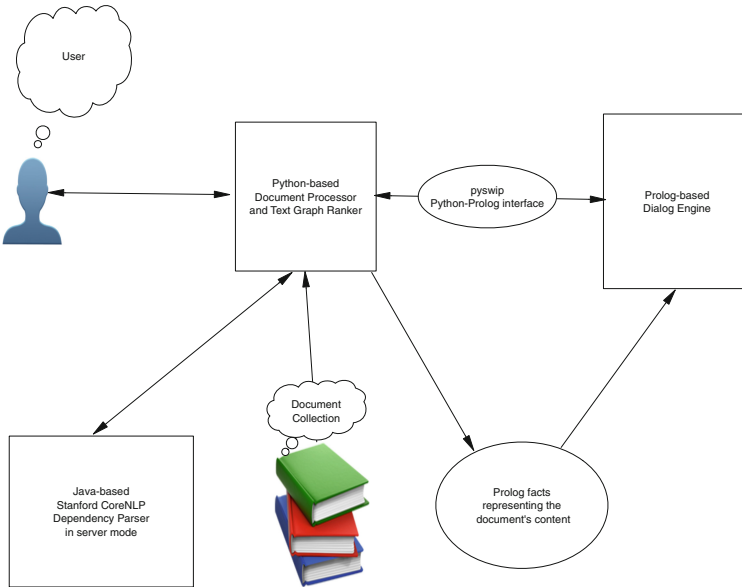 User
Python-based
Document Processor
and Text Graph Ranker
pyswip
Python-Prolog interface
Prolog-based
Dialog Engine
Document
Collection
Java-based
Stanford CoreNLP
Dependency Parser
in server mode
Prolog facts
representing the
document's content